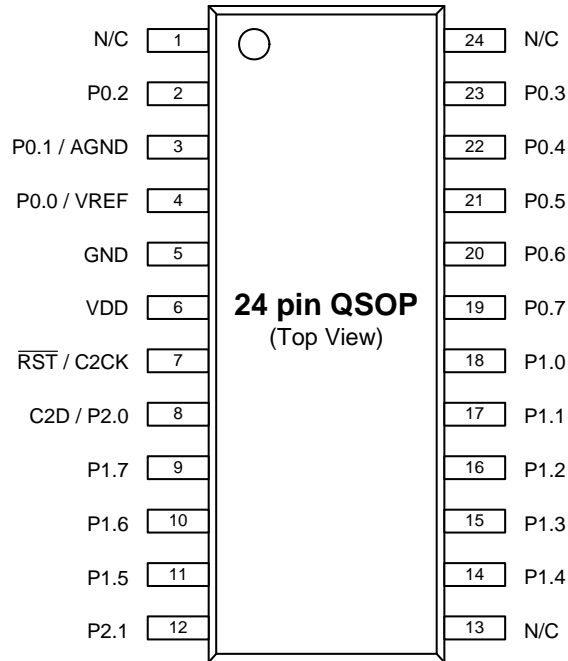 N/C 1 24 N/C
P0.2 2 23 P0.3
P0.1 / AGND 3 22 P0.4
P0.0 / VREF 4 21 P0.5
GND 5 20 P0.6
VDD 6 24 pin QSOP 19 P0.7
(Top View)
R̅S̅T̅ / C2CK 7 18 P1.0
C2D / P2.0 8 17 P1.1
P1.7 9 16 P1.2
P1.6 10 15 P1.3
P1.5 11 14 P1.4
P2.1 12 13 N/C